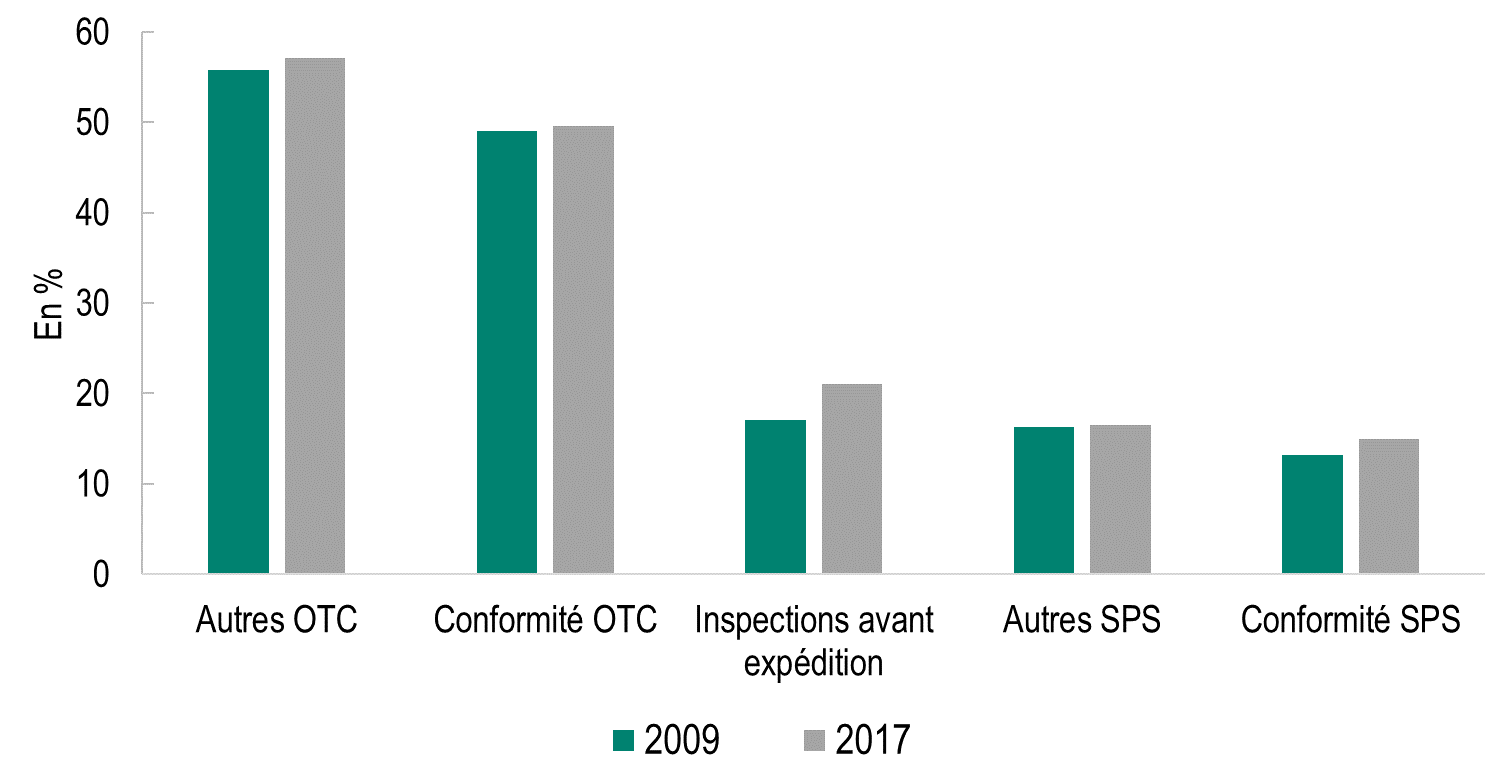 60
50
40
30
20
10
0
En %
Autres OTC
Conformité OTC
Inspections avant
expédition
Autres SPS
Conformité SPS
2009
2017